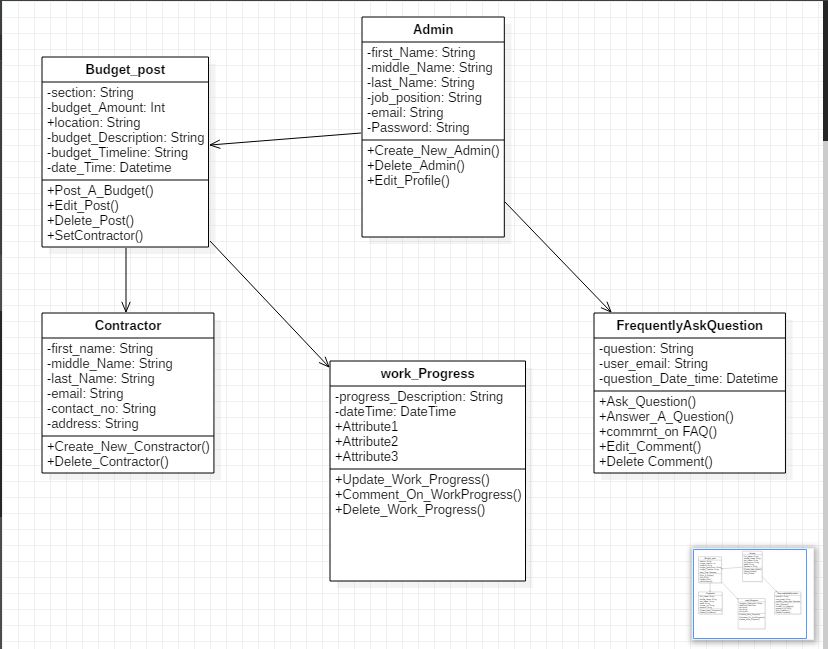 Admin
-first_Name: String
-middle_Name: String
-last_Name: String
-job_position: String
-email: String
-Password: String
+Create_New_Admin()
+Delete_Admin()
+Edit_Profile()
Budget_post
-section: String
-budget_Amount: Int
+location: String
-budget_Description: String
-budget_Timeline: String
-date_Time: Datetime
+Post_A_Budget()
+Edit_Post()
+Delete_Post()
+SetContractor()
Contractor
-first_name: String
-middle_Name: String
-last_Name: String
-email: String
-contact_no: String
-address: String
+Create_New_Constractor()
+Delete_Contractor()
work_Progress
-progress_Description: String
-dateTime: DateTime
+Attribute1
+Attribute2
+Attribute3
+Update_Work_Progress()
+Comment_On_WorkProgress()
+Delete_Work_Progress()
FrequentlyAskQuestion
-question: String
-user_email: String
-question_Date_time: Datetime
+Ask_Question()
+Answer_A_Question()
+commrnt_on FAQ()
+Edit_Comment()
+Delete Comment()